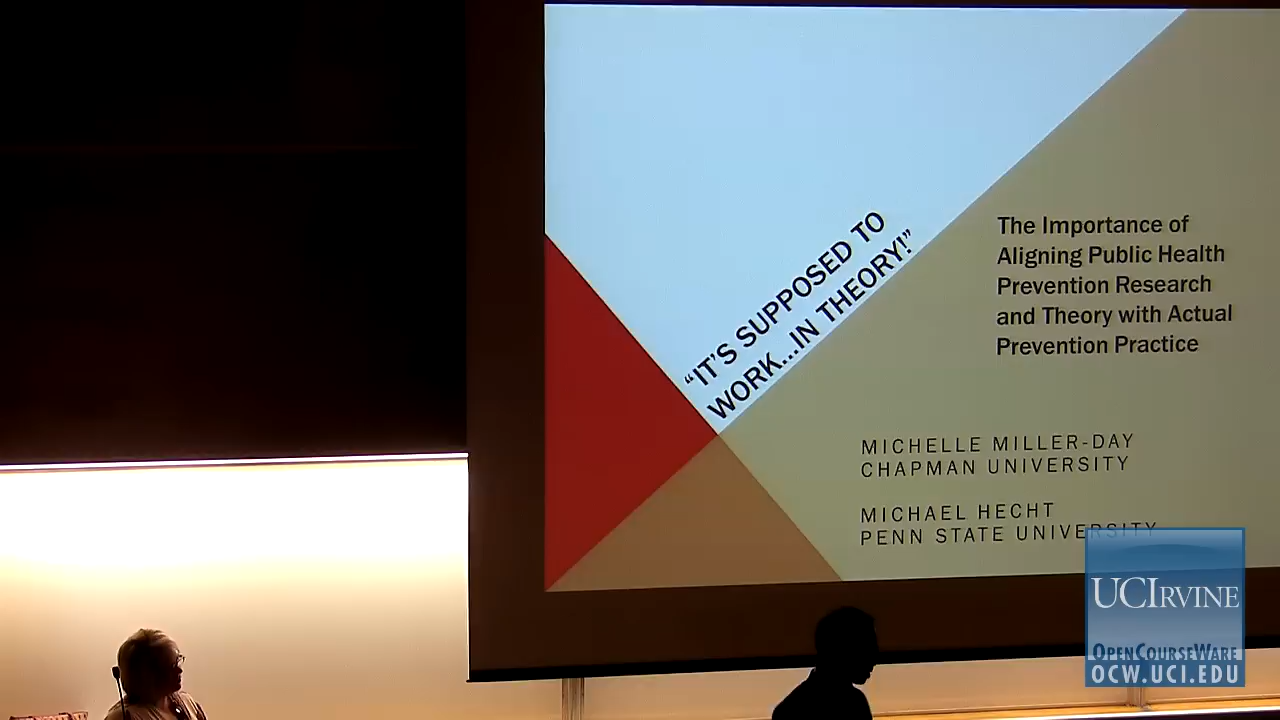 “IT’S SUPPOSED TO
WORK...IN THEORY!”
The Importance of
Aligning Public Health
Prevention Research
and Theory with Actual
Prevention Practice
MICHELLE MILLER-DAY
CHAPMAN UNIVERSITY
MICHAEL HECHT
PENN STATE UNIVERSITY
UCIRVINE
OPENCOURSEWARE
OCW.UCI.EDU